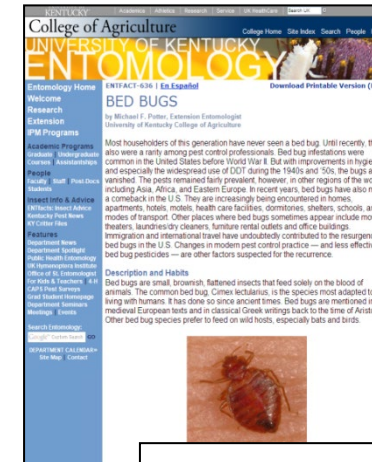 KENTUCKY Academics | Athletics | Research | Service | UK HealthCare Search UK
College of Agriculture
College Home Site Index Search People
UNIVERSITY OF KENTUCKY
ENTOMOLOGY
Entomology Home
Welcome
Research
Extension
IPM Programs
Academic Programs
Graduate | Undergraduate
Courses | Assistantships
People
Faculty | Staff | Post-Docs
Students
Insect Info & Advice
ENTfacts: Insect Advice
Kentucky Pest News
KY Critter Files
Features
Department News
Department Spotlight
Public Health Entomology
UK Hymenoptera Institute
Office of St. Entomologist
For Kids & Teachers | 4-H
CAPS Pest Surveys
Grad Student Homepage
Department Seminars
Meetings | Events
Search Entomology:
Google™ Custom Search GO
DEPARTMENT CALENDAR»
Site Map | Contact
ENTFACT-636 | En Español Download Printable Version
BED BUGS
by Michael F. Potter, Extension Entomologist
University of Kentucky College of Agriculture
Most householders of this generation have never seen a bed bug. Until recently,
also were a rarity among pest control professionals. Bed bug infestations were
common in the United States before World War II. But with improvements in
and especially the widespread use of DDT during the 1940s and '50s, the bugs
vanished. The pests remained fairly prevalent, however, in other regions of the
including Asia, Africa, and Eastern Europe. In recent years, bed bugs have also
a comeback in the U.S. They are increasingly being encountered in homes,
apartments, hotels, motels, health care facilities, dormitories, shelters, schools,
modes of transport. Other places where bed bugs sometimes appear include
theaters, laundries/dry cleaners, furniture rental outlets and office buildings.
Immigration and international travel have undoubtedly contributed to the
bed bugs in the U.S. Changes in modern pest control practice — and less
bed bug pesticides — are other factors suspected for the recurrence.
Description and Habits
Bed bugs are small, brownish, flattened insects that feed solely on the blood of
animals. The common bed bug, Cimex lectularius, is the species most adapted
living with humans. It has done so since ancient times. Bed bugs are mentioned
medieval European texts and in classical Greek writings back to the time of
Other bed bug species prefer to feed on wild hosts, especially bats and birds.